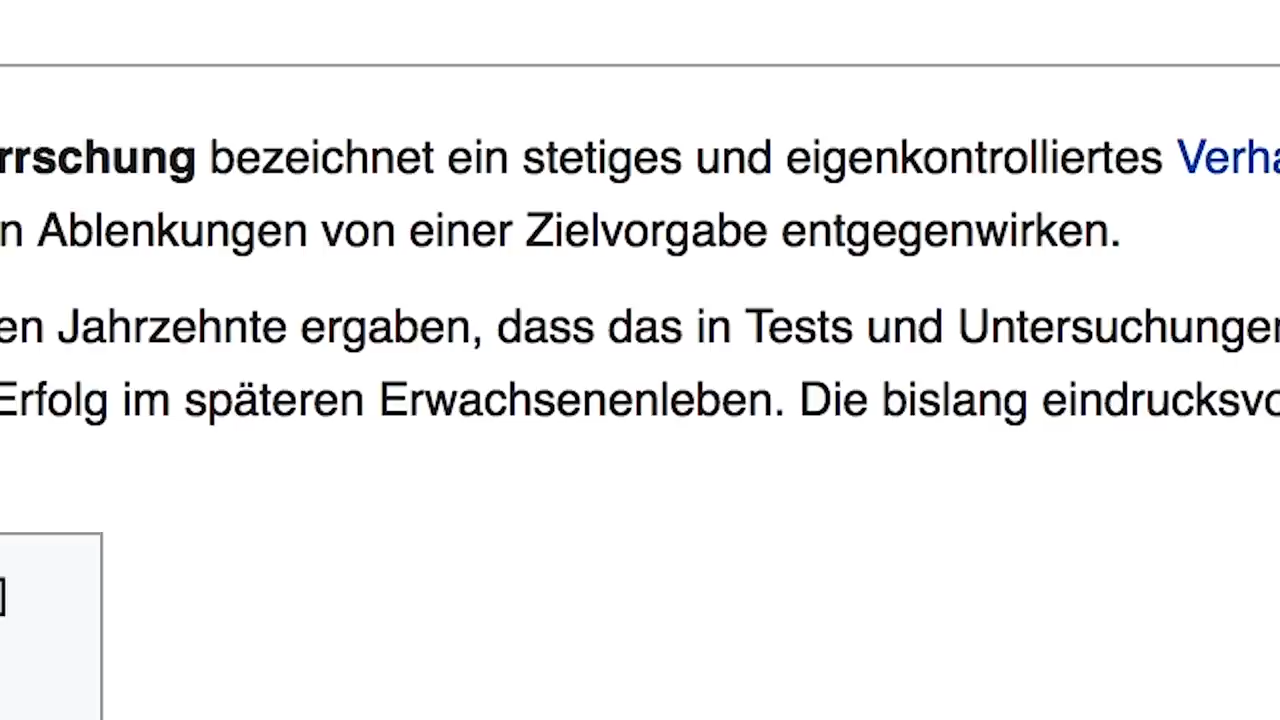 rrschung bezeichnet ein stetiges und eigenkontrolliertes Verha
n Ablenkungen von einer Zielvorgabe entgegenwirken.
en Jahrzehnte ergaben, dass das in Tests und Untersuchungen
Erfolg im späteren Erwachsenenleben. Die bislang eindrucksvo
]